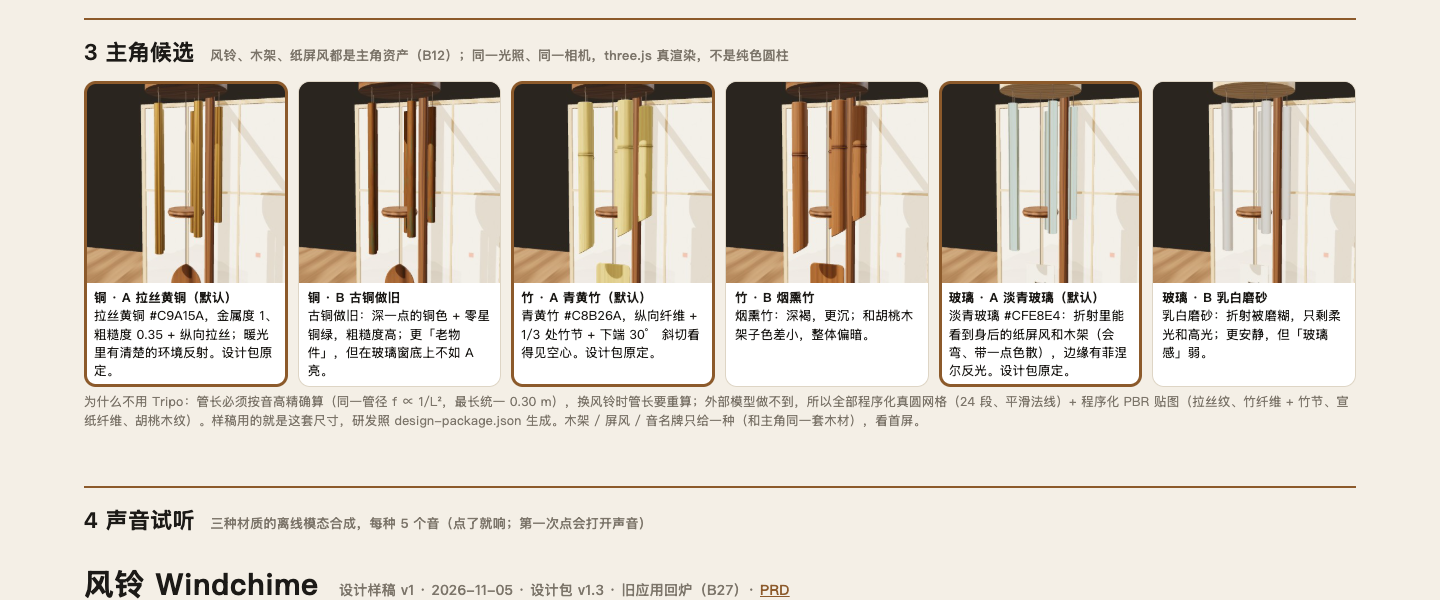 3 主角候选 风铃、木架、纸屏风都是主角资产（B12）；同一光照、同一相机，three.js 真渲染，不是纯色圆柱
铜 · A 拉丝黄铜（默认）
拉丝黄铜 #C9A15A，金属度 1、
粗糙度 0.35 + 纵向拉丝；暖光
里有清楚的环境反射。设计包原
定。
铜 · B 古铜做旧
古铜做旧：深一点的铜色 + 零星
铜绿，粗糙度高；更「老物
件」，但在玻璃窗底上不如 A
亮。
竹 · A 青黄竹（默认）
青黄竹 #C8B26A，纵向纤维 +
1/3 处竹节 + 下端 30° 斜切看
得见空心。设计包原定。
竹 · B 烟熏竹
烟熏竹：深褐，更沉；和胡桃木
架子色差小，整体偏暗。
玻璃 · A 淡青玻璃（默认）
淡青玻璃 #CFE8E4：折射里能
看到身后的纸屏风和木架（会
弯、带一点色散），边缘有菲涅
尔反光。设计包原定。
玻璃 · B 乳白磨砂
乳白磨砂：折射被磨糊，只剩柔
光和高光；更安静，但「玻璃
感」弱。
为什么不用 Tripo：管长必须按音高精确算（同一管径 f ∝ 1/L²，最长统一 0.30 m），换风铃时管长要重算；外部模型做不到，所以全部程序化真圆网格（24 段、平滑法线）+ 程序化 PBR 贴图（拉丝纹、竹纤维 + 竹节、宣
纸纤维、胡桃木纹）。样稿用的就是这套尺寸，研发照 design-package.json 生成。木架 / 屏风 / 音名牌只给一种（和主角同一套木材），看首屏。
4 声音试听 三种材质的离线模态合成，每种 5 个音（点了就响；第一次点会打开声音）
风铃 Windchime 设计样稿 v1 · 2026-11-05 · 设计包 v1.3 · 旧应用回炉（B27）· PRD